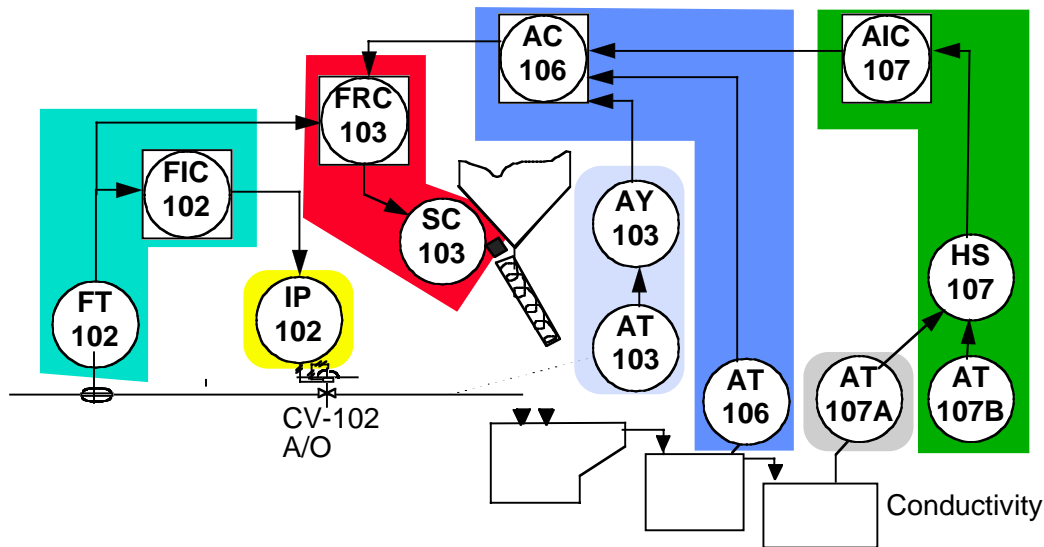 AC
106
AIC
107
FRC
103
FIC
102
SC
103
AY
103
HS
107
FT
102
IP
102
AT
103
AT
106
AT
107A
AT
107B
CV-102
A/O
Conductivity